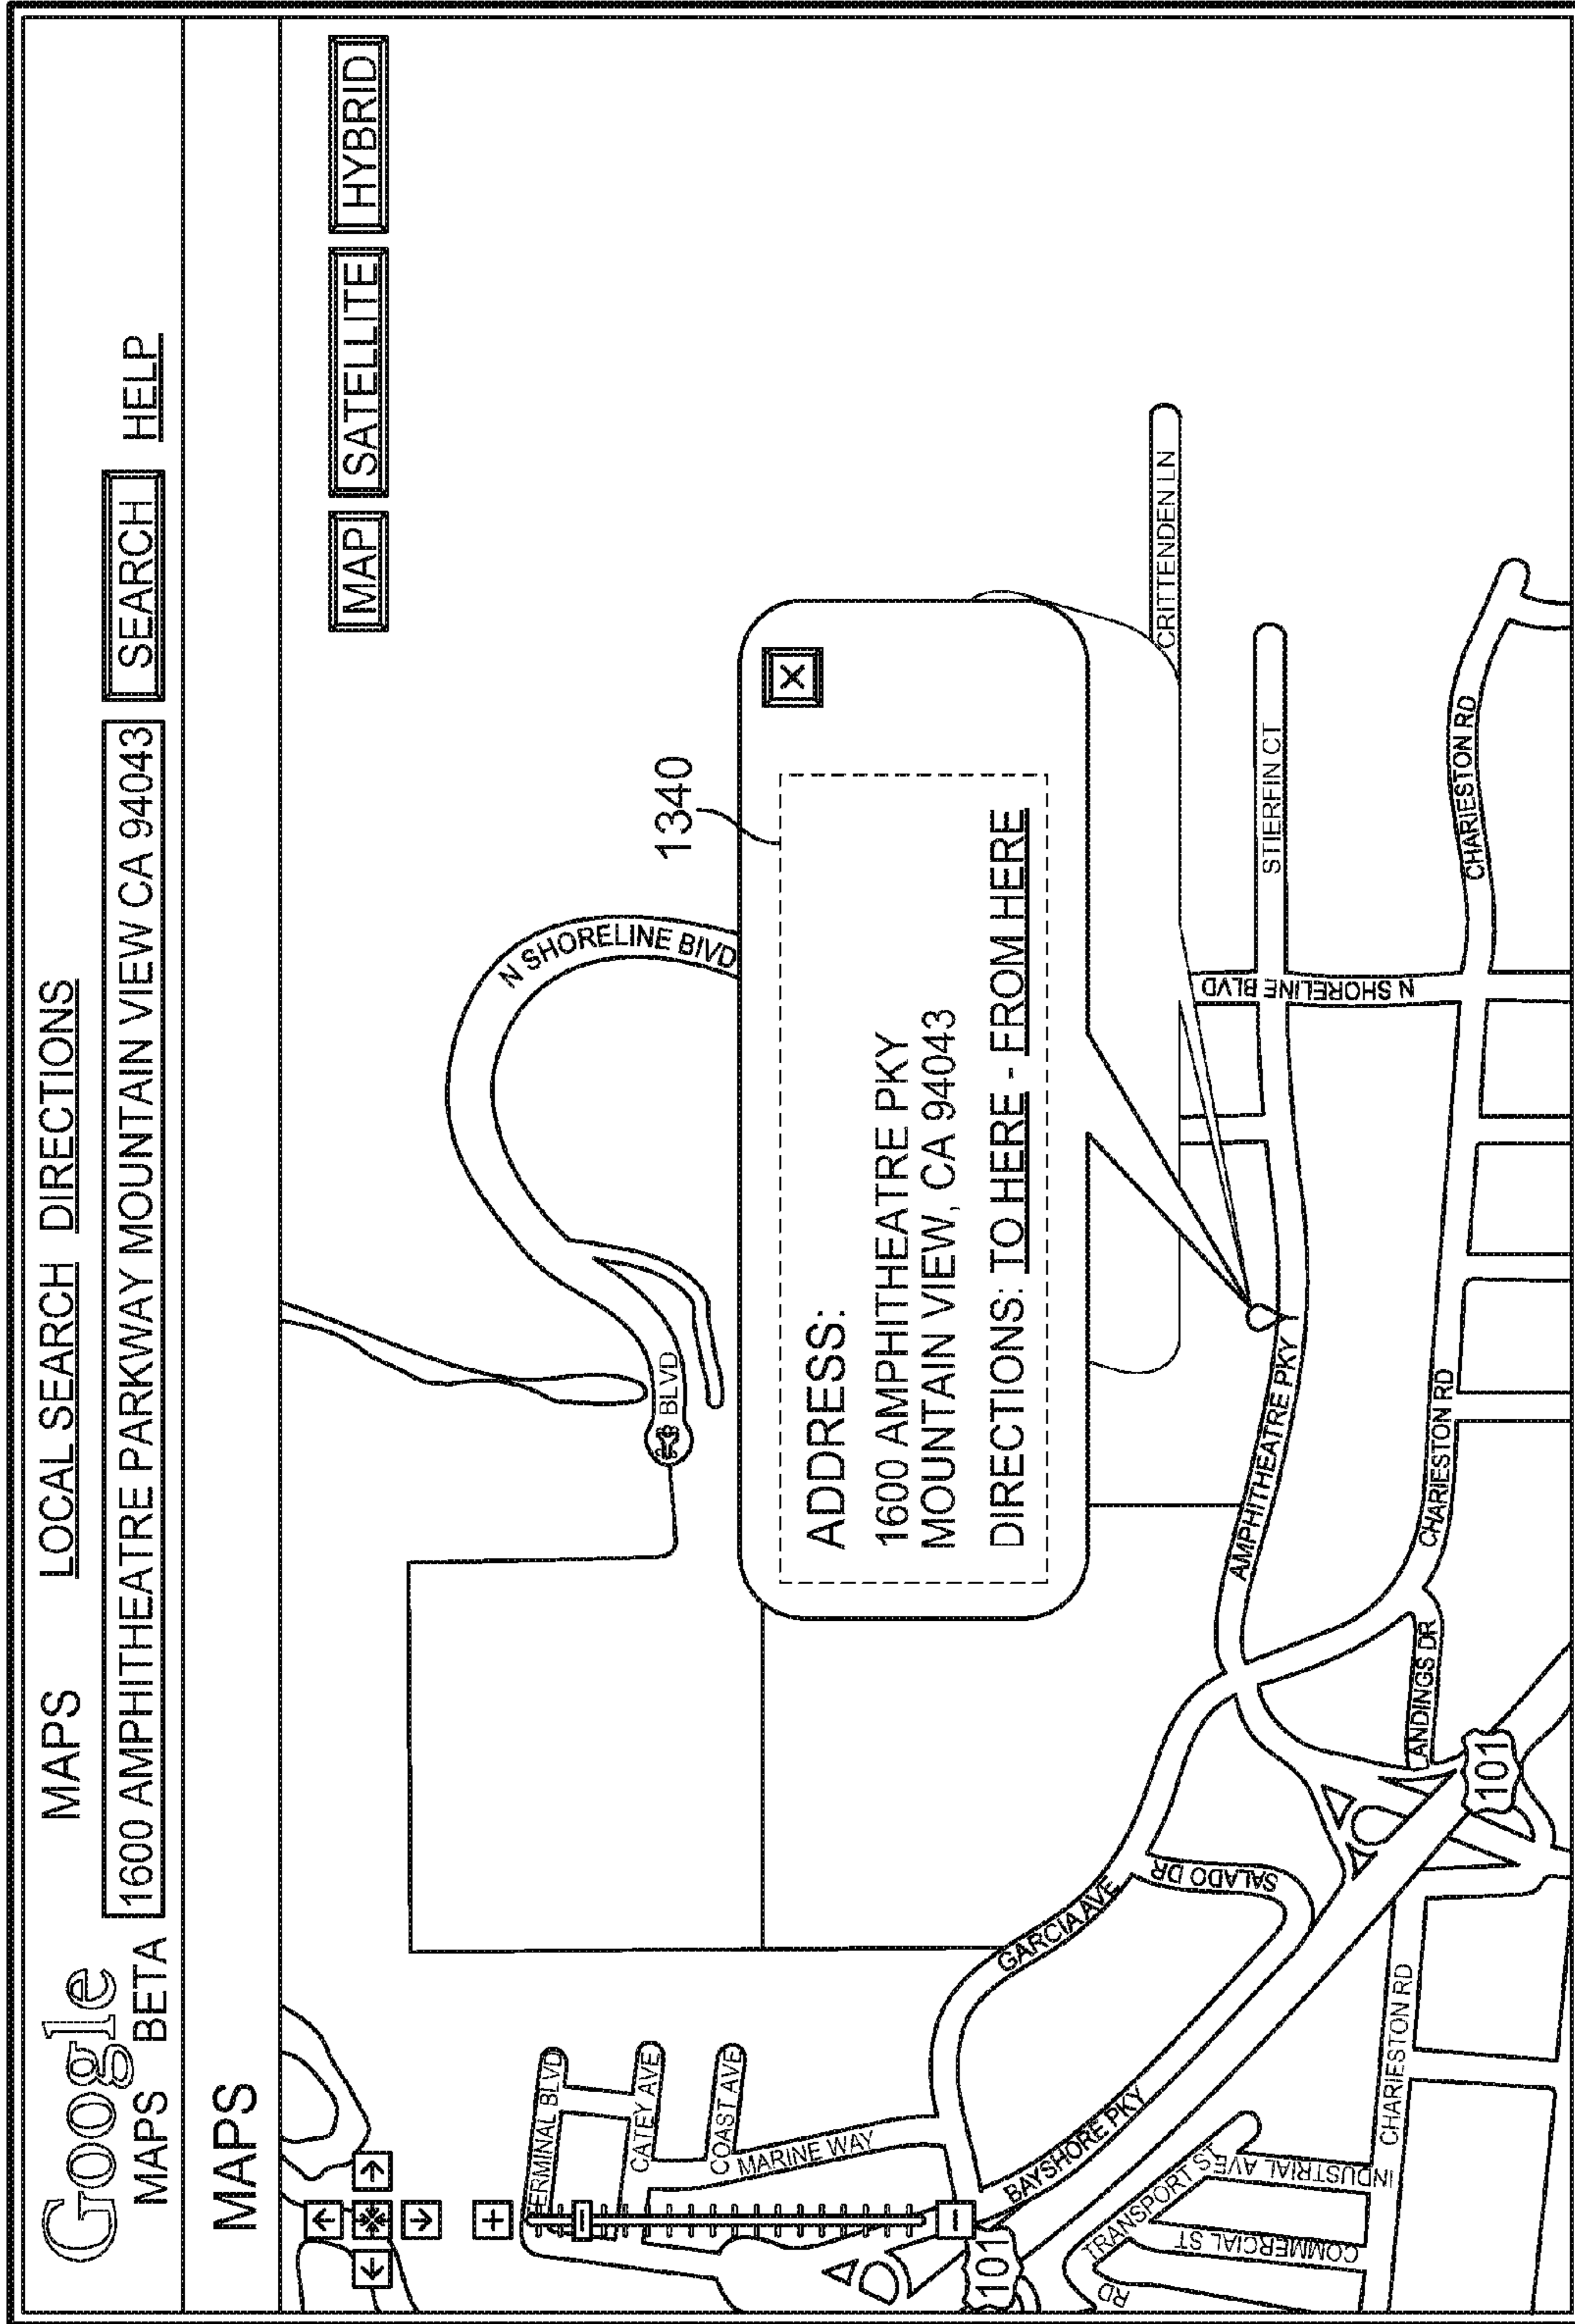 Google
MAPS BETA
MAPS LOCAL SEARCH DIRECTIONS
1600 AMPHITHEATRE PARKWAY MOUNTAIN VIEW CA 94043 SEARCH HELP
MAPS
MAP SATELLITE HYBRID
+
−
−
ERMINAL BLVD
CATEY AVE
COAST AVE
MARINE WAY
BLVD
N SHORELINE BIVD
1340
X
ADDRESS:
1600 AMPHITHEATRE PKY
MOUNTAIN VIEW, CA 94043
DIRECTIONS: TO HERE - FROM HERE
CRITTENDEN LN
GARCIA AVE
SALADO DR
BAYSHORE PKY
AMPHITHEATRE PKY
N SHORELINE BLVD
STIERFIN CT
101
TRANSPORT ST
INDUSTRIAL AVE
COMMERCIAL ST
RD
CHARIESTON RD
ANDINGS DR
101
CHARIESTON RD
CHARIESTON RD